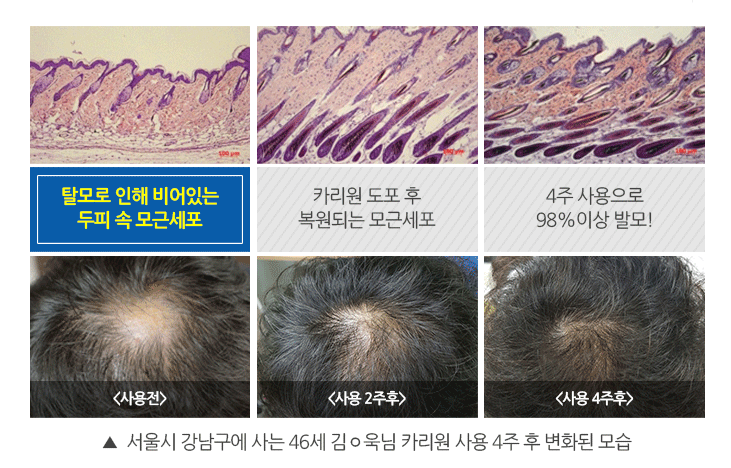 100 μm
탈모로 인해 비어있는
두피 속 모근세포
카리원 도포 후
복원되는 모근세포
4주 사용으로
98%이상 발모!
<사용전>
<사용 2주후>
<사용 4주후>
▲ 서울시 강남구에 사는 46세 김ㅇ욱님 카리원 사용 4주 후 변화된 모습